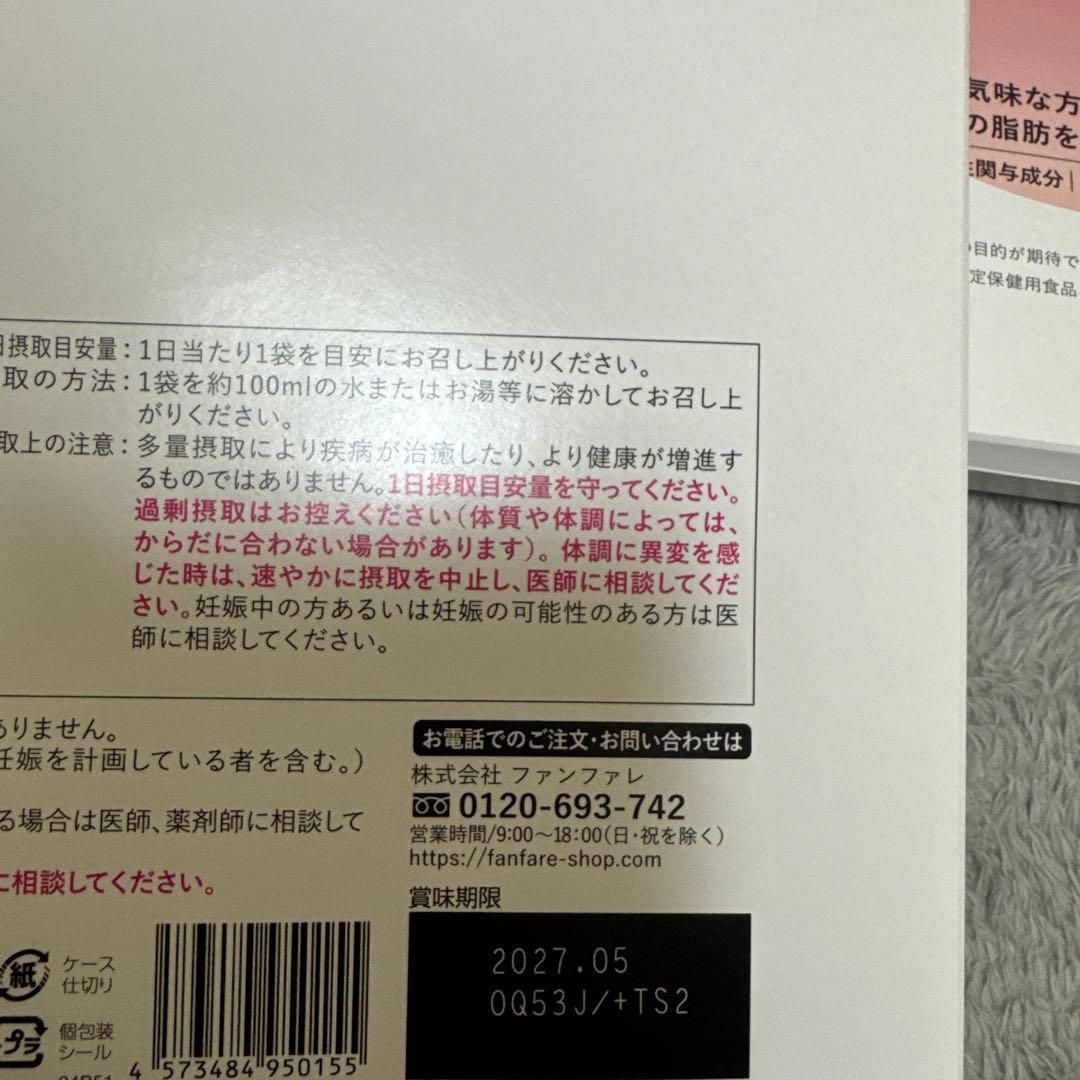 気味な方
の脂肪を
関与成分|
目的が期待で
定保健用食品
日摂取目安量：1日当たり1袋を目安にお召し上がりください。
取の方法：1袋を約100mlの水またはお湯等に溶かしてお召し上
がりください。
取上の注意：多量摂取により疾病が治癒したり、より健康が増進す
るものではありません。1日摂取目安量を守ってください。
過剰摂取はお控えください（体質や体調によっては、
からだに合わない場合があります）。体調に異変を感
じた時は、速やかに摂取を中止し、医師に相談してくだ
さい。妊娠中の方あるいは妊娠の可能性のある方は医
師に相談してください。
ありません。
妊娠を計画している者を含む。）
る場合は医師、薬剤師に相談して
に相談してください。
お電話でのご注文・お問い合わせは
株式会社 ファンファレ
0120-693-742
営業時間/9:00～18:00（日・祝を除く）
https://fanfare-shop.com
賞味期限
2027.05
0Q53J/+TS2
紙
ケース
仕切り
プラ
個包装
シール
4 573484 950155